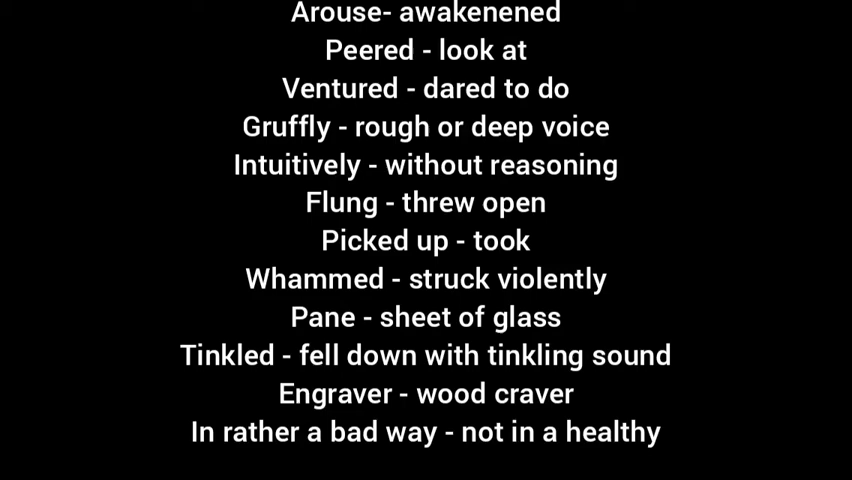 Arouse- awakenened
Peered - look at
Ventured - dared to do
Gruffly - rough or deep voice
Intuitively - without reasoning
Flung - threw open
Picked up - took
Whammed - struck violently
Pane - sheet of glass
Tinkled - fell down with tinkling sound
Engraver - wood craver
In rather a bad way - not in a healthy